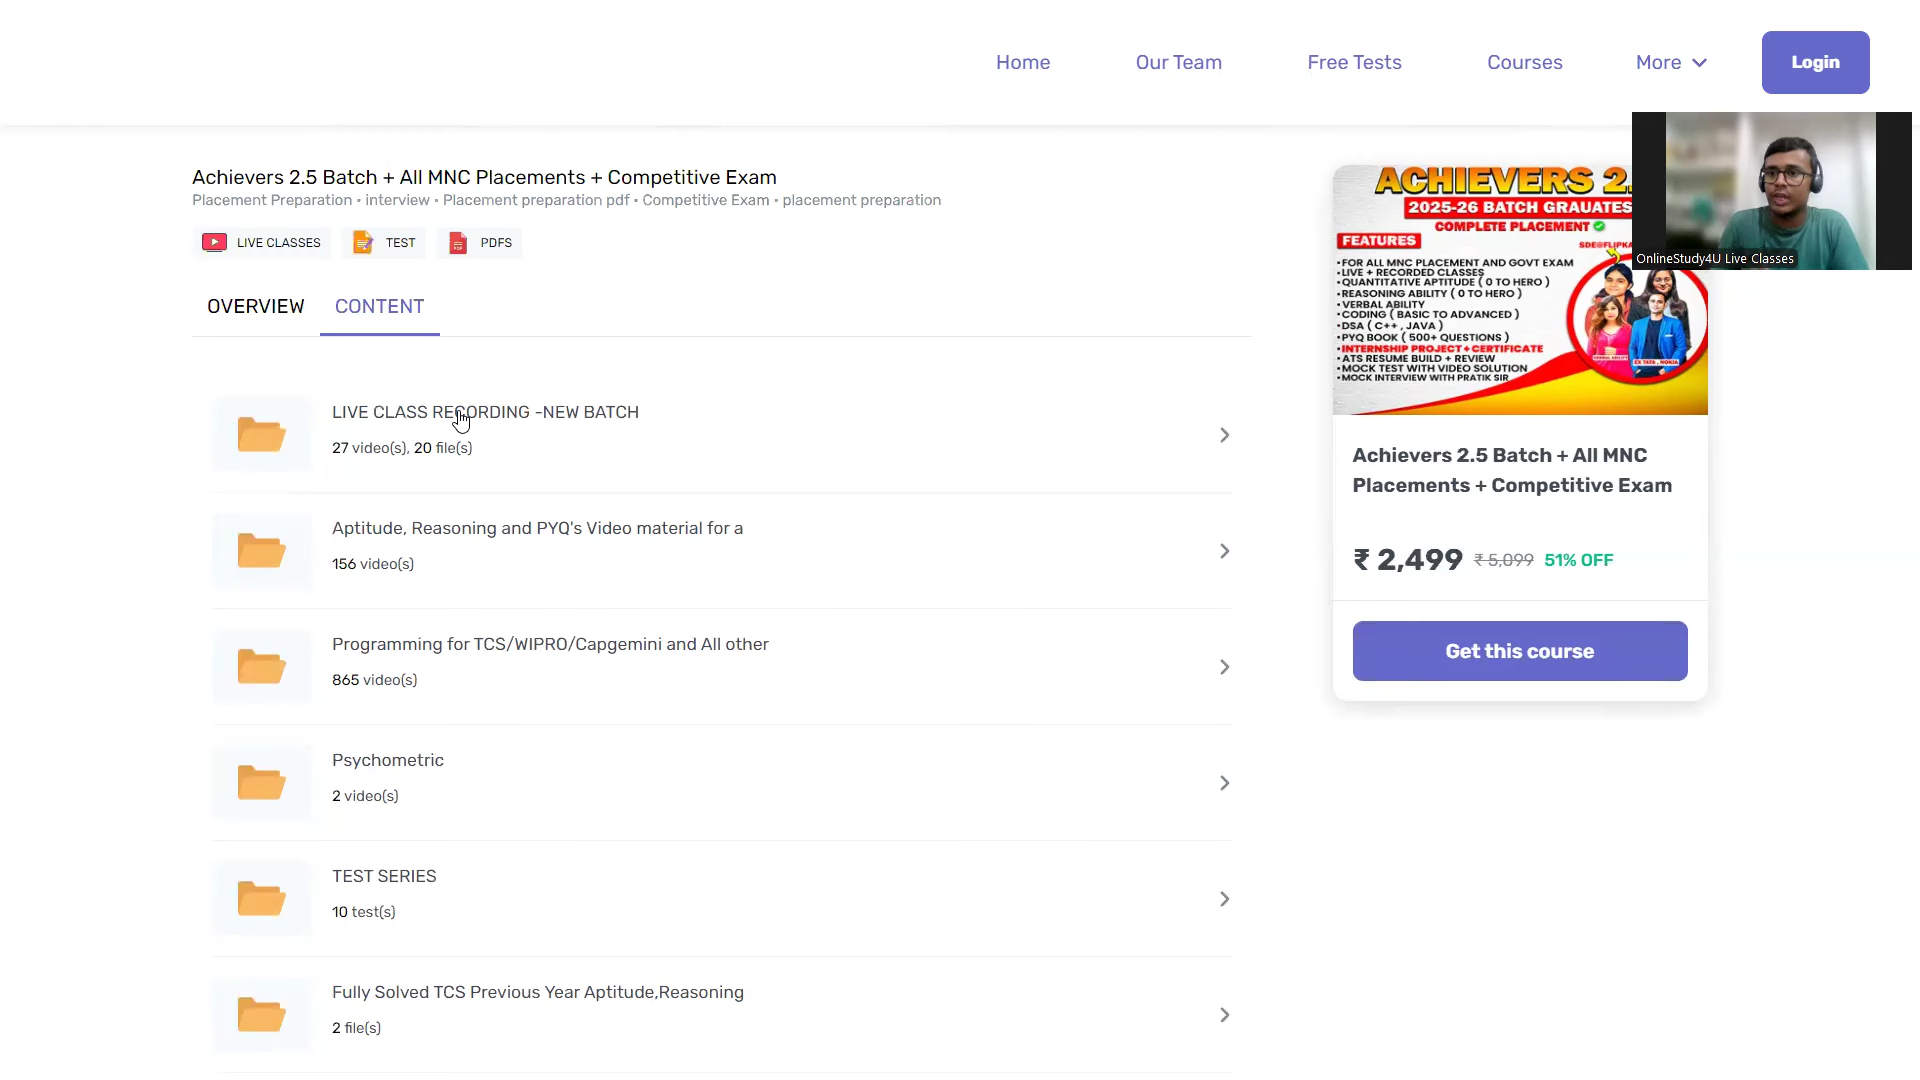 Home
Our Team
Free Tests
Courses
More
Login
Achievers 2.5 Batch + All MNC Placements + Competitive Exam
Placement Preparation • interview • Placement preparation pdf • Competitive Exam • placement preparation
LIVE CLASSES
TEST
PDFS
OVERVIEW
CONTENT
LIVE CLASS RECORDING -NEW BATCH
27 video(s), 20 file(s)
Aptitude, Reasoning and PYQ's Video material for a
156 video(s)
Programming for TCS/WIPRO/Capgemini and All other
865 video(s)
Psychometric
2 video(s)
TEST SERIES
10 test(s)
Fully Solved TCS Previous Year Aptitude,Reasoning
2 file(s)
OnlineStudy4U Live Classes
ACHIEVERS 2.
2025-26 BATCH GRAUATES
COMPLETE PLACEMENT
FEATURES
SDE@FLIPKA
•FOR ALL MNC PLACEMENT AND GOVT EXAM
•LIVE + RECORDED CLASSES
•QUANTITATIVE APTITUDE ( 0 TO HERO )
•REASONING ABILITY ( 0 TO HERO )
•VERBAL ABILITY
•CODING ( BASIC TO ADVANCED )
•DSA ( C++ , JAVA )
•PYQ BOOK ( 500+ QUESTIONS )
•INTERNSHIP PROJECT + CERTIFICATE
•ATS RESUME BUILD + REVIEW
•MOCK TEST WITH VIDEO SOLUTION
•MOCK INTERVIEW WITH PRATIK SIR
EX TATA , NOKIA
Achievers 2.5 Batch + All MNC
Placements + Competitive Exam
₹ 2,499 ₹ 5,099 51% OFF
Get this course